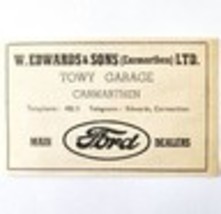 W. EDWARDS & SONS (Carmarthen) LTD.
TOWY GARAGE
CARMARTHEN
Telephone: Telegrams: Edwards, Carmarthen
MAIN Ford DEALERS